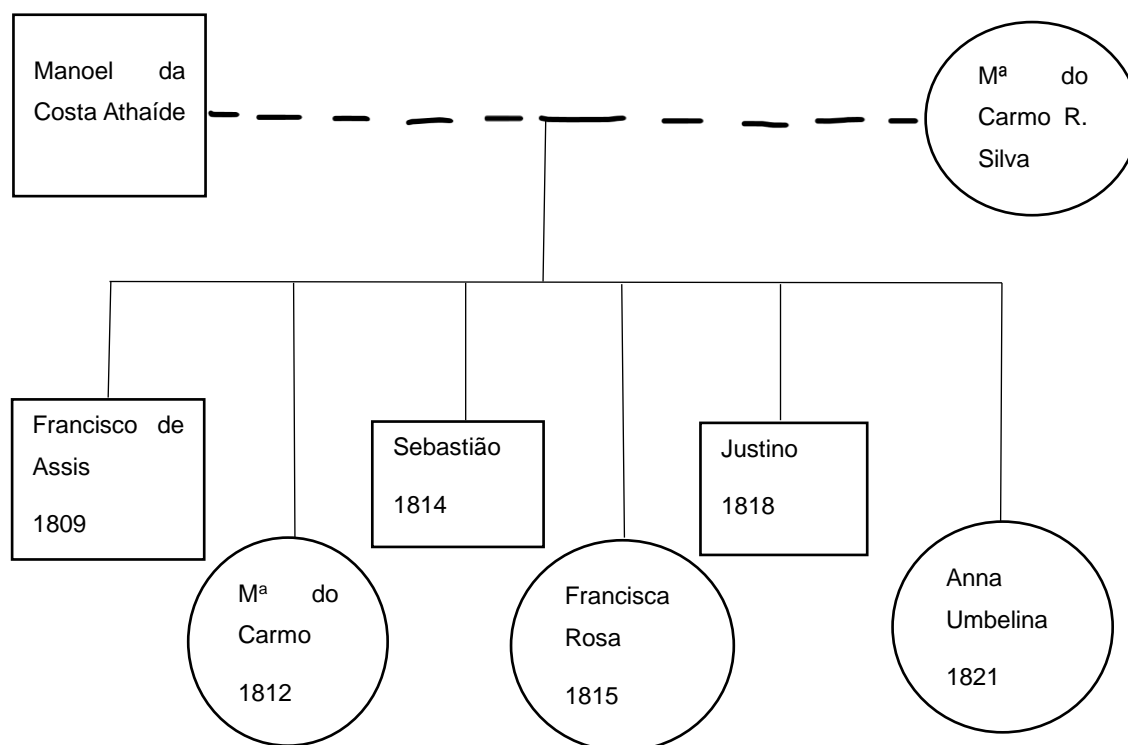 Manoel da
Costa Athaíde
Mª do
Carmo R.
Silva
Francisco de
Assis
1809
Mª do
Carmo
1812
Sebastião
1814
Francisca
Rosa
1815
Justino
1818
Anna
Umbelina
1821